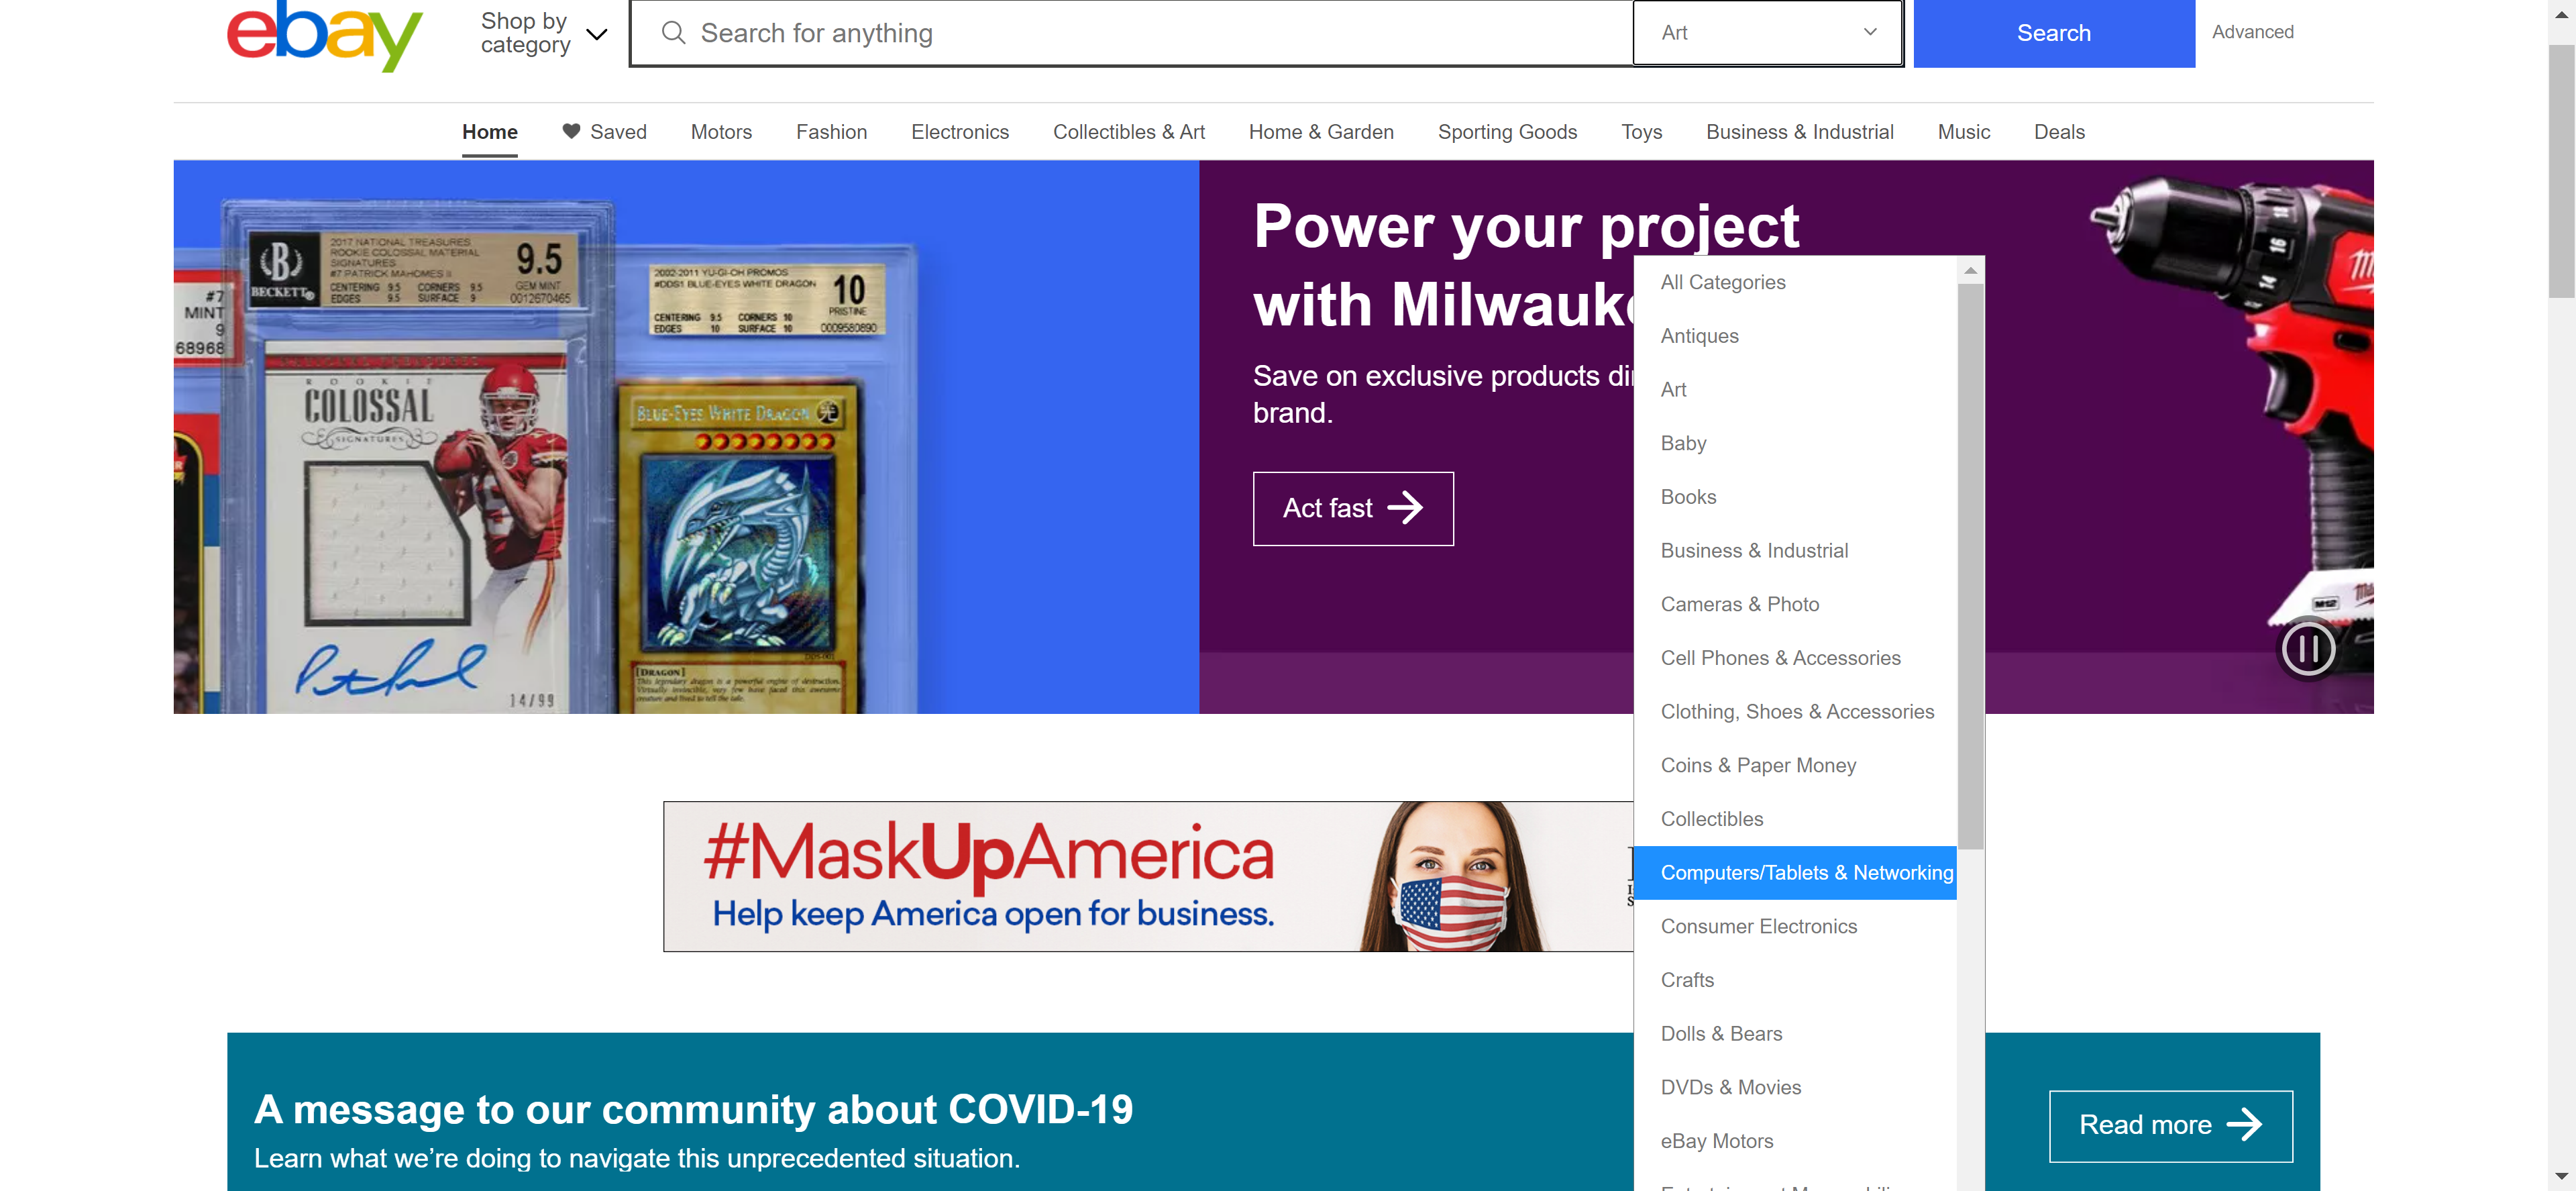 ebay
Shop by
category
Search for anything
Art
Search
Advanced
Home
Saved
Motors
Fashion
Electronics
Collectibles & Art
Home & Garden
Sporting Goods
Toys
Business & Industrial
Music
Deals
#7
MINT
9
68968
BECKETT
2017 NATIONAL TREASURES
ROOKIE COLOSSAL MATERIAL
SIGNATURES
#7 PATRICK MAHOMES II
CENTERING 9.5 CORNERS 9.5
EDGES 9.5 SURFACE 9
9.5
GEM MINT
0012670465
ROOKIE
COLOSSAL
SIGNATURES
14/99
2002-2011 YU-GI-OH PROMOS
#DDS1 BLUE-EYES WHITE DRAGON
CENTERING 9.5 CORNERS 10
EDGES 10 SURFACE 10
10
PRISTINE
0009580890
BLUE-EYES WHITE DRAGON
DDS-001
[DRAGON]
This legendary dragon is a powerful engine of destruction.
Virtually invincible, very few have faced this awesome
creature and lived to tell the tale.
Power your project
with Milwauk
Save on exclusive products di
brand.
Act fast
16
14
M12
All Categories
Antiques
Art
Baby
Books
Business & Industrial
Cameras & Photo
Cell Phones & Accessories
Clothing, Shoes & Accessories
Coins & Paper Money
Collectibles
Computers/Tablets & Networking
Consumer Electronics
Crafts
Dolls & Bears
DVDs & Movies
eBay Motors
#MaskUpAmerica
Help keep America open for business.
A message to our community about COVID-19
Learn what we’re doing to navigate this unprecedented situation.
Read more